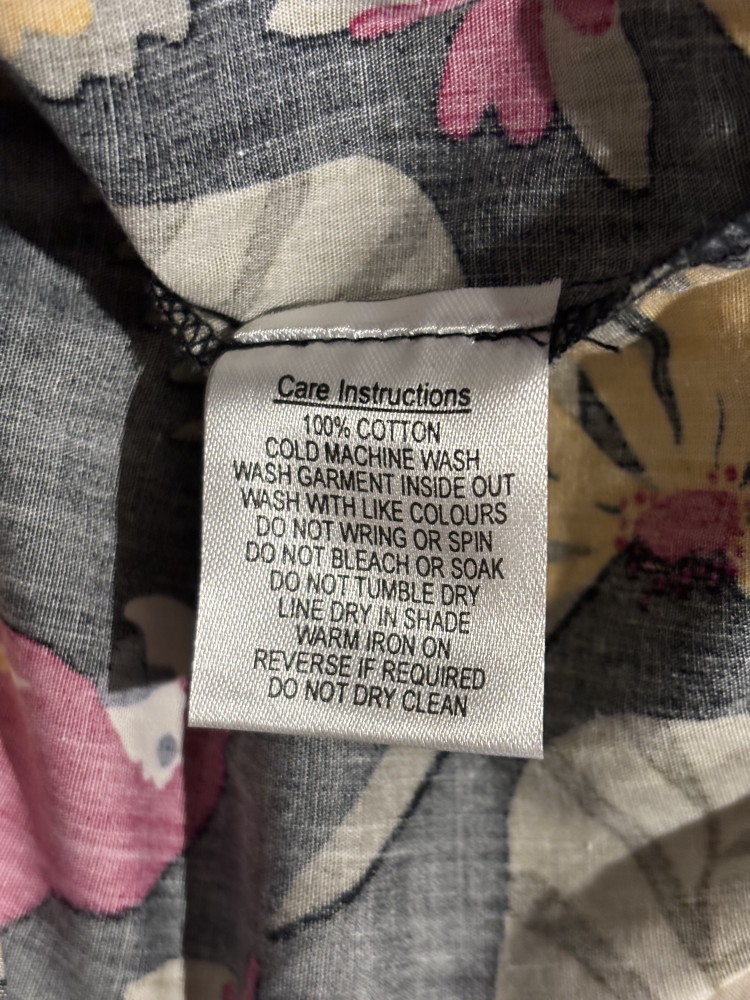 Care Instructions
100% COTTON
COLD MACHINE WASH
WASH GARMENT INSIDE OUT
WASH WITH LIKE COLOURS
DO NOT WRING OR SPIN
DO NOT BLEACH OR SOAK
DO NOT TUMBLE DRY
LINE DRY IN SHADE
WARM IRON ON
REVERSE IF REQUIRED
DO NOT DRY CLEAN